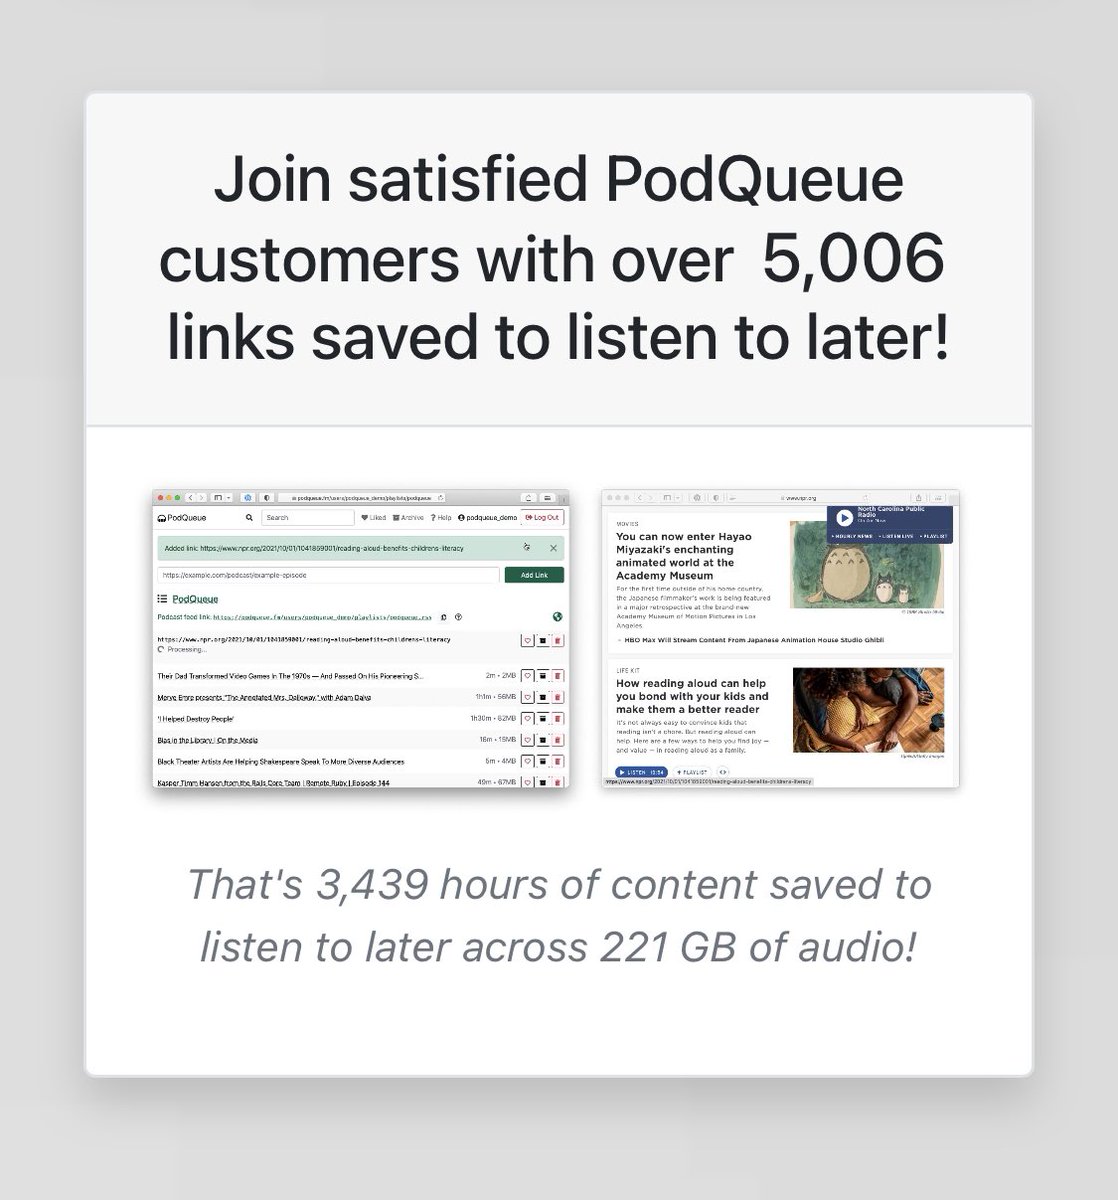 Join satisfied PodQueue
customers with over 5,006
links saved to listen to later!
podqueue.fm/users/podqueue_demo/playlists/podqueue
PodQueue
Search
Liked
Archive
Help
podqueue_demo
Log Out
Added link: https://www.npr.org/2021/10/01/1041859001/reading-aloud-benefits-childrens-literacy
https://example.com/podcast/example-episode
Add Link
PodQueue
Podcast feed link: https://podqueue.fm/users/podqueue_demo/playlists/podqueue.rss
https://www.npr.org/2021/10/01/1041859001/reading-aloud-benefits-childrens-literacy
Processing...
Their Dad Transformed Video Games In The 1970s — And Passed On His Pioneering S... 2m • 2MB
Merve Emre presents "The Annotated Mrs. Dalloway," with Adam Dalva 1h1m • 56MB
'I Helped Destroy People' 1h30m • 82MB
Bias in the Library | On the Media 16m • 15MB
Black Theater Artists Are Helping Shakespeare Speak To More Diverse Audiences 5m • 4MB
Kasper Timm Hansen from the Rails Core Team | Remote Ruby | Episode 144 49m • 67MB
www.npr.org
North Carolina Public
Radio
On Air Now
HOURLY NEWS
LISTEN LIVE
PLAYLIST
MOVIES
You can now enter Hayao
Miyazaki's enchanting
animated world at the
Academy Museum
For the first time outside of his home country,
the Japanese filmmaker's work is being featured
in a major retrospective at the brand new
Academy Museum of Motion Pictures in Los
Angeles.
HBO Max Will Stream Content From Japanese Animation House Studio Ghibli
LIFE KIT
How reading aloud can help
you bond with your kids and
make them a better reader
It's not always easy to convince kids that
reading isn't a chore. But reading aloud can
help. Here are a few ways to help you find joy —
and value — in reading aloud as a family.
LISTEN 19:54
PLAYLIST
https://www.npr.org/2021/10/01/1041859001/reading-aloud-benefits-childrens-literacy
That's 3,439 hours of content saved to
listen to later across 221 GB of audio!